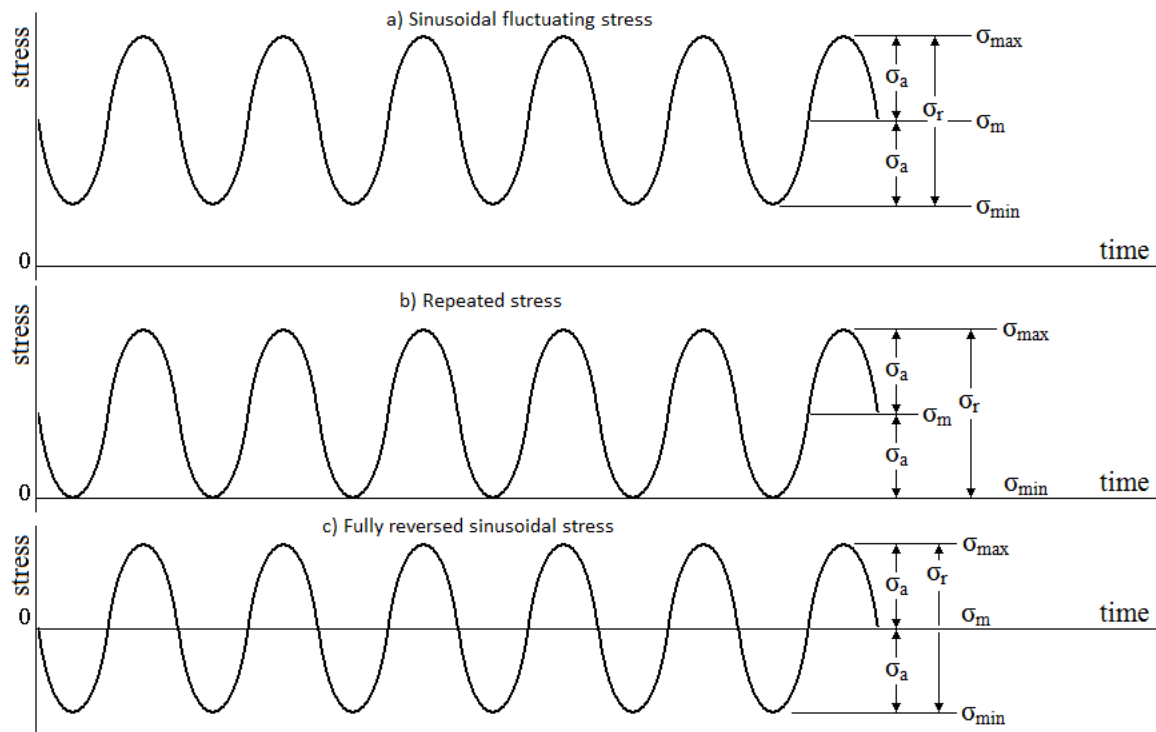 a) Sinusoidal fluctuating stress
stress
σmax
σa
σr
σm
σa
σmin
0
time
b) Repeated stress
stress
σmax
σa
σr
σm
σa
0
σmin
time
c) Fully reversed sinusoidal stress
stress
σmax
σa
σr
0
σm
time
σa
σmin